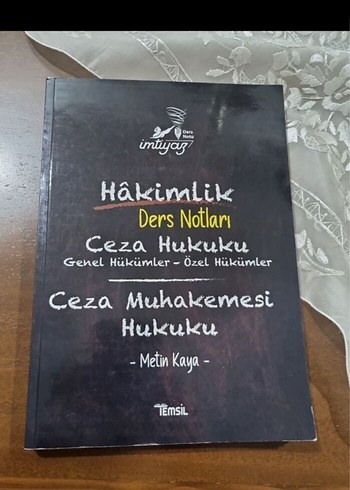 Ders
Notu
imtiyaz
Hâkimlik
Ders Notları
Ceza Hukuku
Genel Hükümler - Özel Hükümler
Ceza Muhakemesi
Hukuku
- Metin Kaya -
TEMSİL